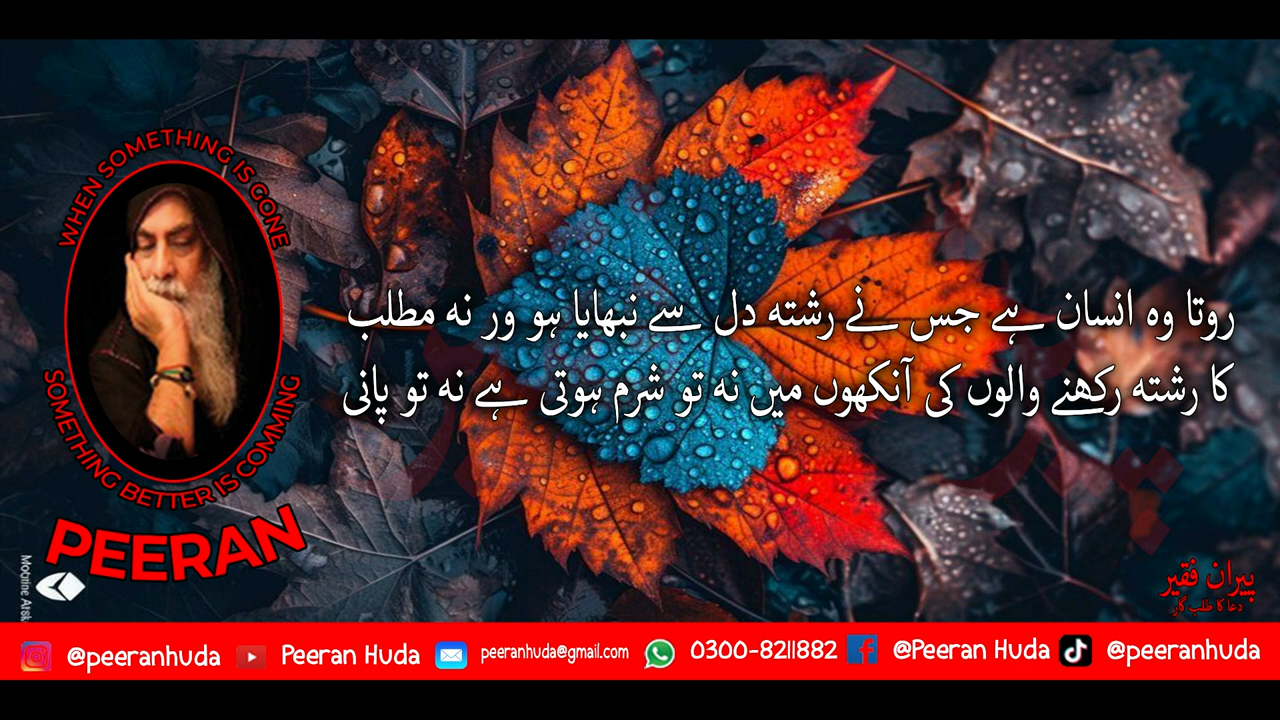 WHEN SOMETHING IS GONE
SOMETHING BETTER IS COMMING
PEERAN
روتا وہ انسان ہے جس نے رشتہ دل سے نبھایا ہو ور نہ مطلب
کا رشتہ رکھنے والوں کی آنکھوں میں نہ تو شرم ہوتی ہے نہ تو پانی
پیران فقیر
دعا کا طلب گار
@peeranhuda Peeran Huda peeranhuda@gmail.com 0300-8211882 @Peeran Huda @peeranhuda